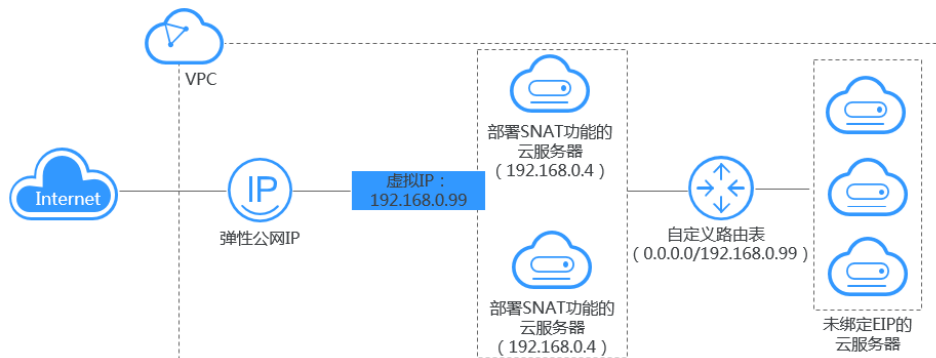 VPC
Internet
弹性公网IP
虚拟IP：
192.168.0.99
部署SNAT功能的
云服务器
（192.168.0.4）
部署SNAT功能的
云服务器
（192.168.0.4）
自定义路由表
（0.0.0.0/192.168.0.99）
未绑定EIP的
云服务器